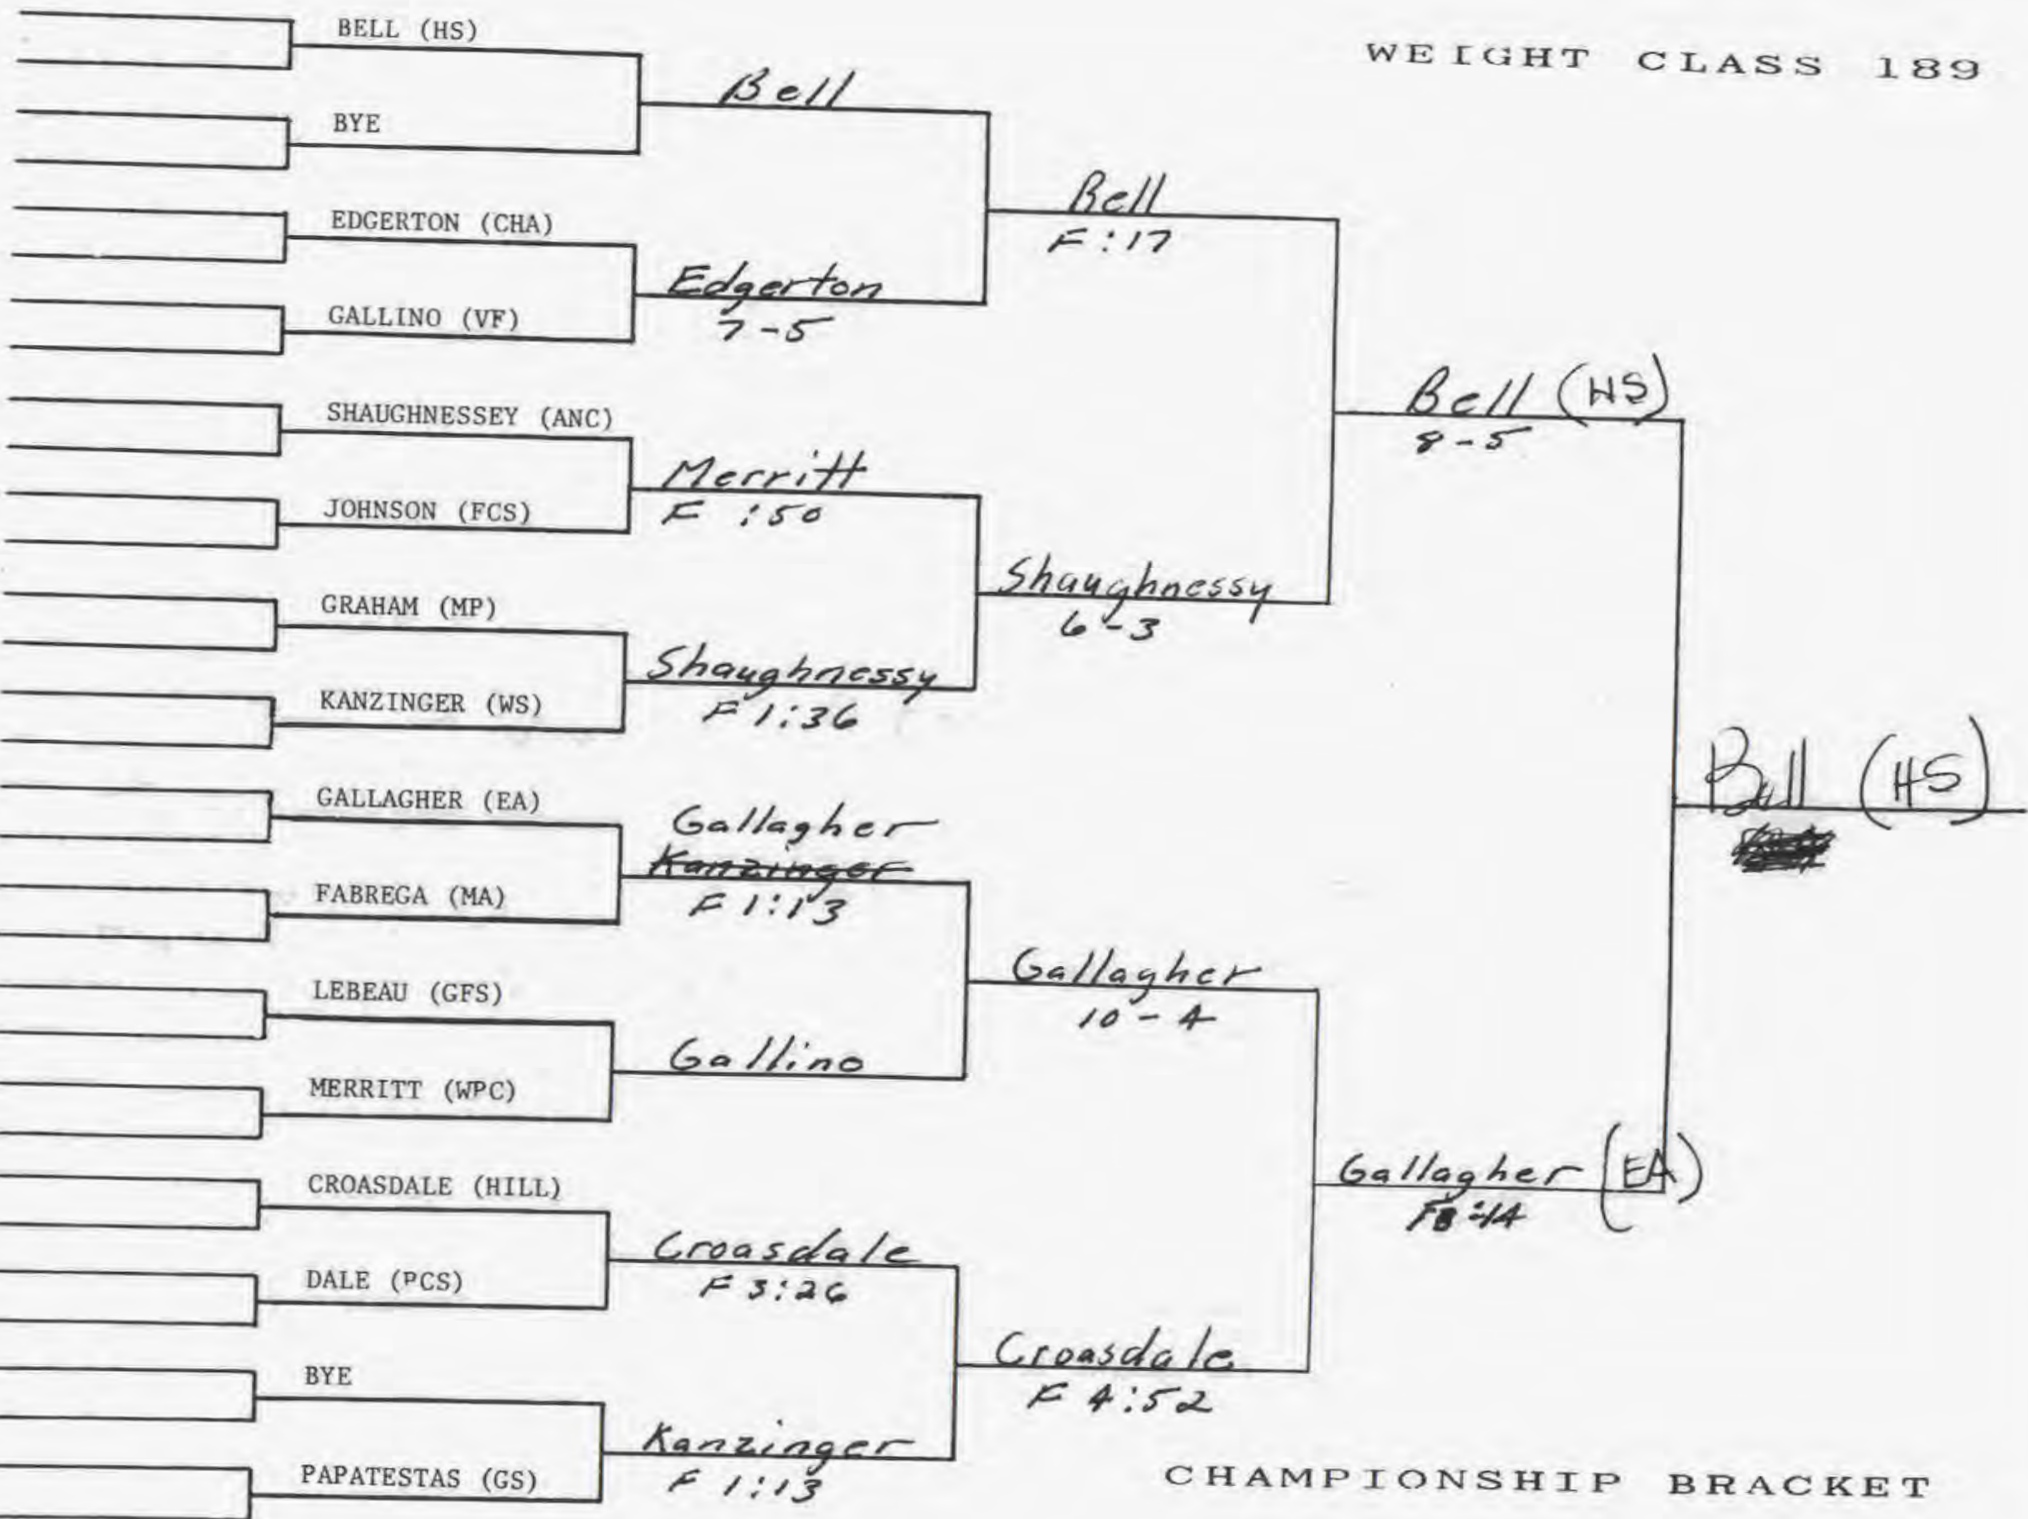 WEIGHT CLASS 189
BELL (HS)
BYE
EDGERTON (CHA)
GALLINO (VF)
SHAUGHNESSEY (ANC)
JOHNSON (FCS)
GRAHAM (MP)
KANZINGER (WS)
GALLAGHER (EA)
FABREGA (MA)
LEBEAU (GFS)
MERRITT (WPC)
CROASDALE (HILL)
DALE (PCS)
BYE
PAPATESTAS (GS)
Bell
Edgerton
7-5
Merritt
F :50
Shaughnessy
F 1:36
Gallagher
Kanzinger
F 1:13
Gallino
Croasdale
F 3:26
Kanzinger
F 1:13
Bell
F :17
Shaughnessy
6-3
Gallagher
10-4
Croasdale
F 4:52
Bell (HS)
8-5
Gallagher (EA)
Bell (HS)
CHAMPIONSHIP BRACKET